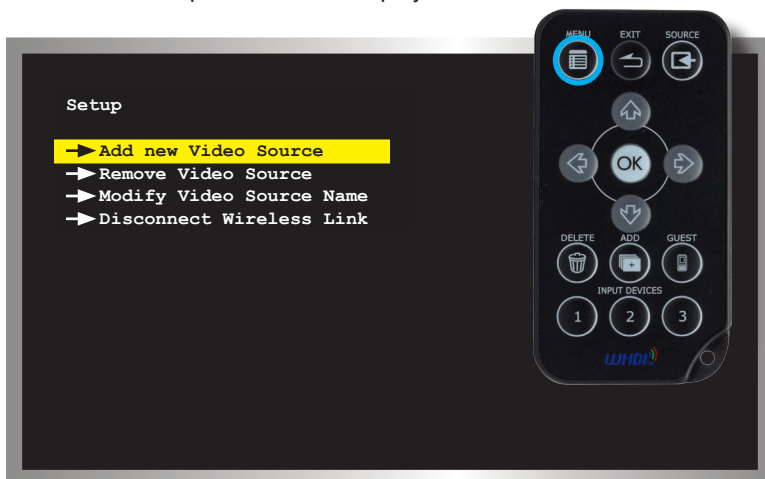 MENU EXIT SOURCE
Setup
Add new Video Source
Remove Video Source
Modify Video Source Name
Disconnect Wireless Link
OK
DELETE ADD GUEST
INPUT DEVICES
1 2 3
WHDI